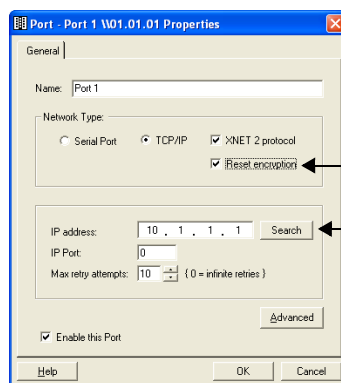 Port - Port 1 \\01.01.01 Properties
General
Name: Port 1
Network Type:
Serial Port TCP/IP XNET 2 protocol
Reset encryption
IP address: 10 . 1 . 1 . 1 Search
IP Port: 0
Max retry attempts: 10 { 0 = infinite retries }
Advanced
Enable this Port
Help OK Cancel